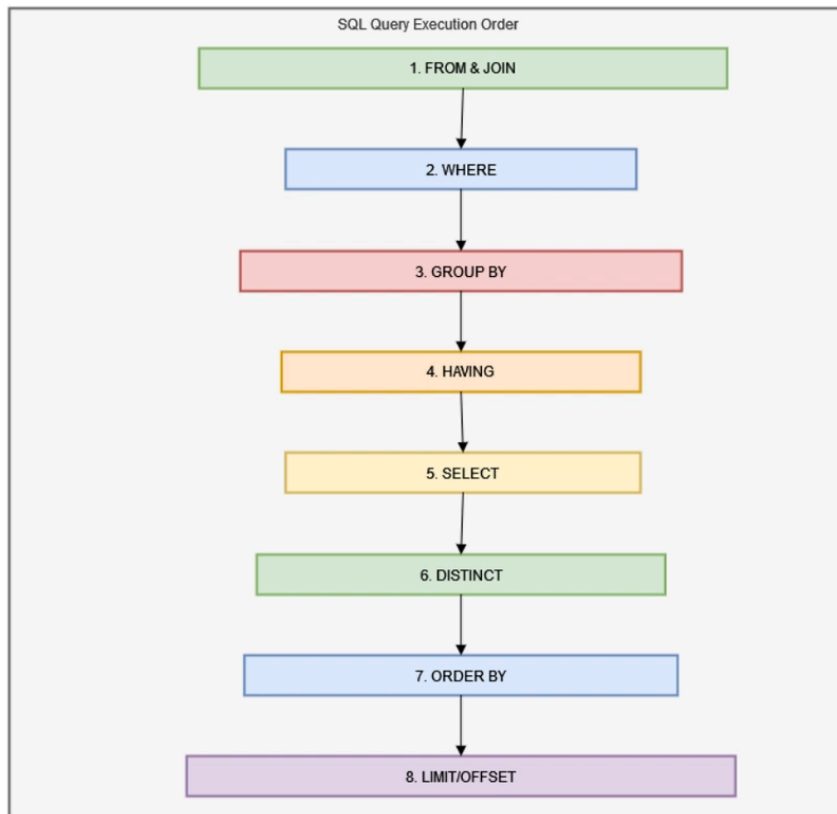 SQL Query Execution Order
1. FROM & JOIN
2. WHERE
3. GROUP BY
4. HAVING
5. SELECT
6. DISTINCT
7. ORDER BY
8. LIMIT/OFFSET